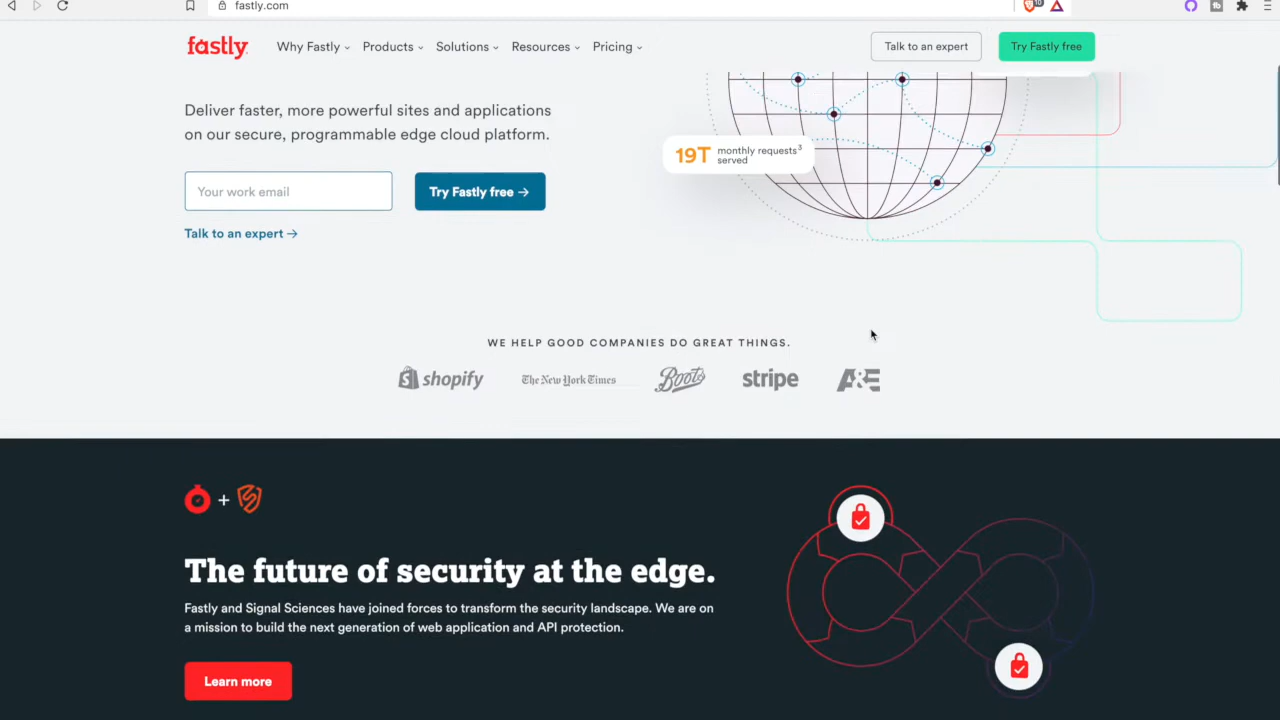 fastly.com
fastly
Why Fastly
Products
Solutions
Resources
Pricing
Talk to an expert
Try Fastly free
Deliver faster, more powerful sites and applications
on our secure, programmable edge cloud platform.
19T monthly requests³
served
Your work email
Try Fastly free →
Talk to an expert →
WE HELP GOOD COMPANIES DO GREAT THINGS.
shopify
The New York Times
Boots
stripe
A&E
+
The future of security at the edge.
Fastly and Signal Sciences have joined forces to transform the security landscape. We are on
a mission to build the next generation of web application and API protection.
Learn more